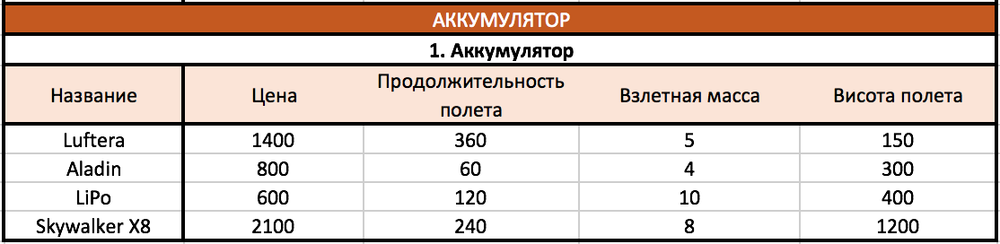 АККУМУЛЯТОР
1. Аккумулятор
Название Цена Продолжительность полета Взлетная масса Висота полета
Luftera 1400 360 5 150
Aladin 800 60 4 300
LiPo 600 120 10 400
Skywalker X8 2100 240 8 1200